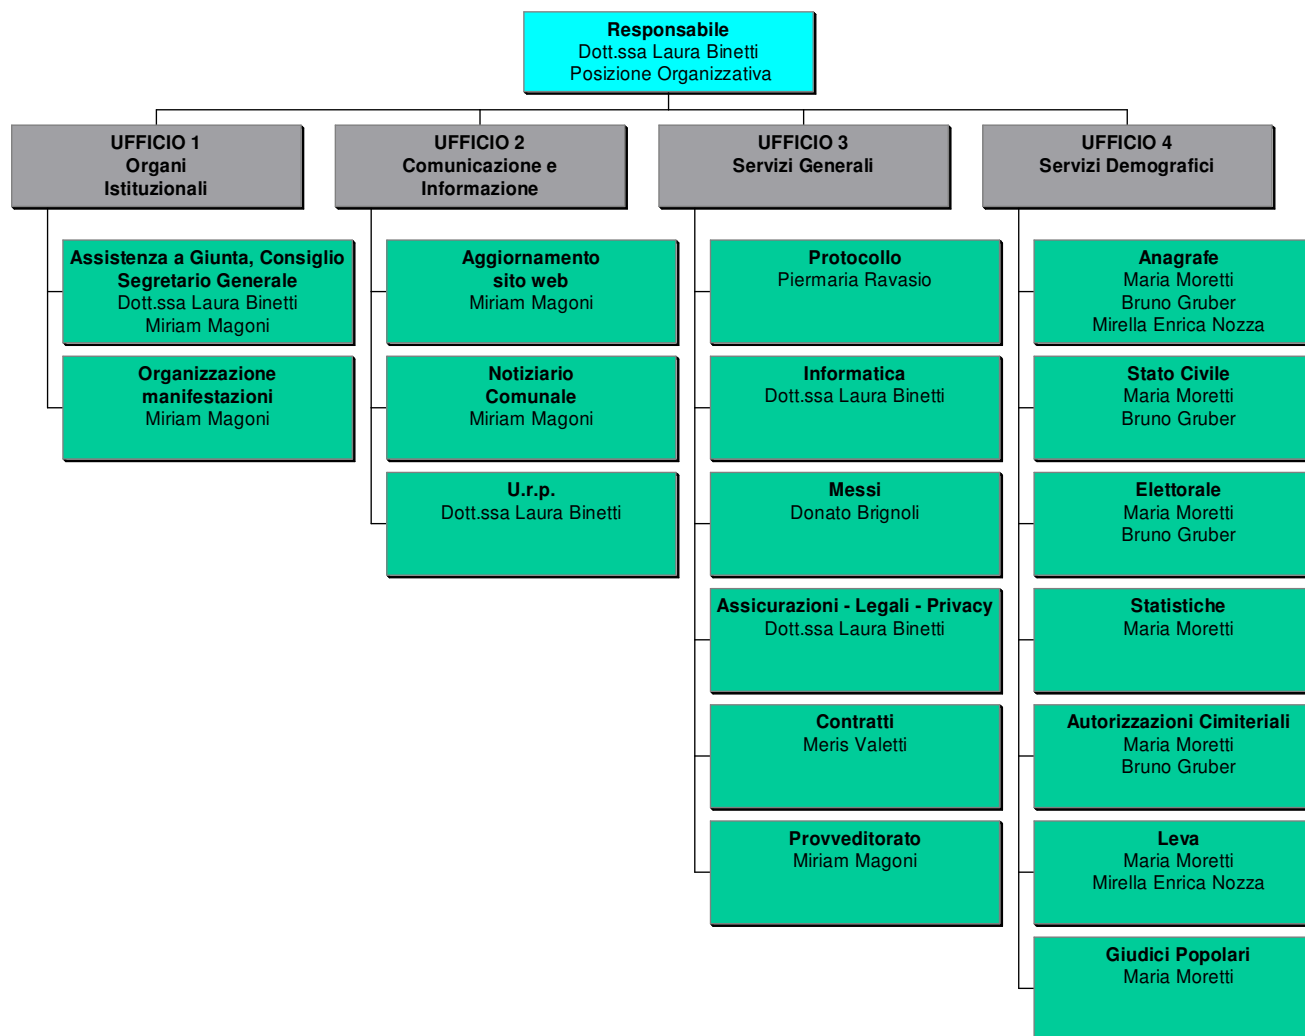 Responsabile
Dott.ssa Laura Binetti
Posizione Organizzativa
UFFICIO 1
Organi
Istituzionali
Assistenza a Giunta, Consiglio
Segretario Generale
Dott.ssa Laura Binetti
Miriam Magoni
Organizzazione
manifestazioni
Miriam Magoni
UFFICIO 2
Comunicazione e
Informazione
Aggiornamento
sito web
Miriam Magoni
Notiziario
Comunale
Miriam Magoni
U.r.p.
Dott.ssa Laura Binetti
UFFICIO 3
Servizi Generali
Protocollo
Piermaria Ravasio
Informatica
Dott.ssa Laura Binetti
Messi
Donato Brignoli
Assicurazioni - Legali - Privacy
Dott.ssa Laura Binetti
Contratti
Meris Valetti
Provveditorato
Miriam Magoni
UFFICIO 4
Servizi Demografici
Anagrafe
Maria Moretti
Bruno Gruber
Mirella Enrica Nozza
Stato Civile
Maria Moretti
Bruno Gruber
Elettorale
Maria Moretti
Bruno Gruber
Statistiche
Maria Moretti
Autorizzazioni Cimiteriali
Maria Moretti
Bruno Gruber
Leva
Maria Moretti
Mirella Enrica Nozza
Giudici Popolari
Maria Moretti